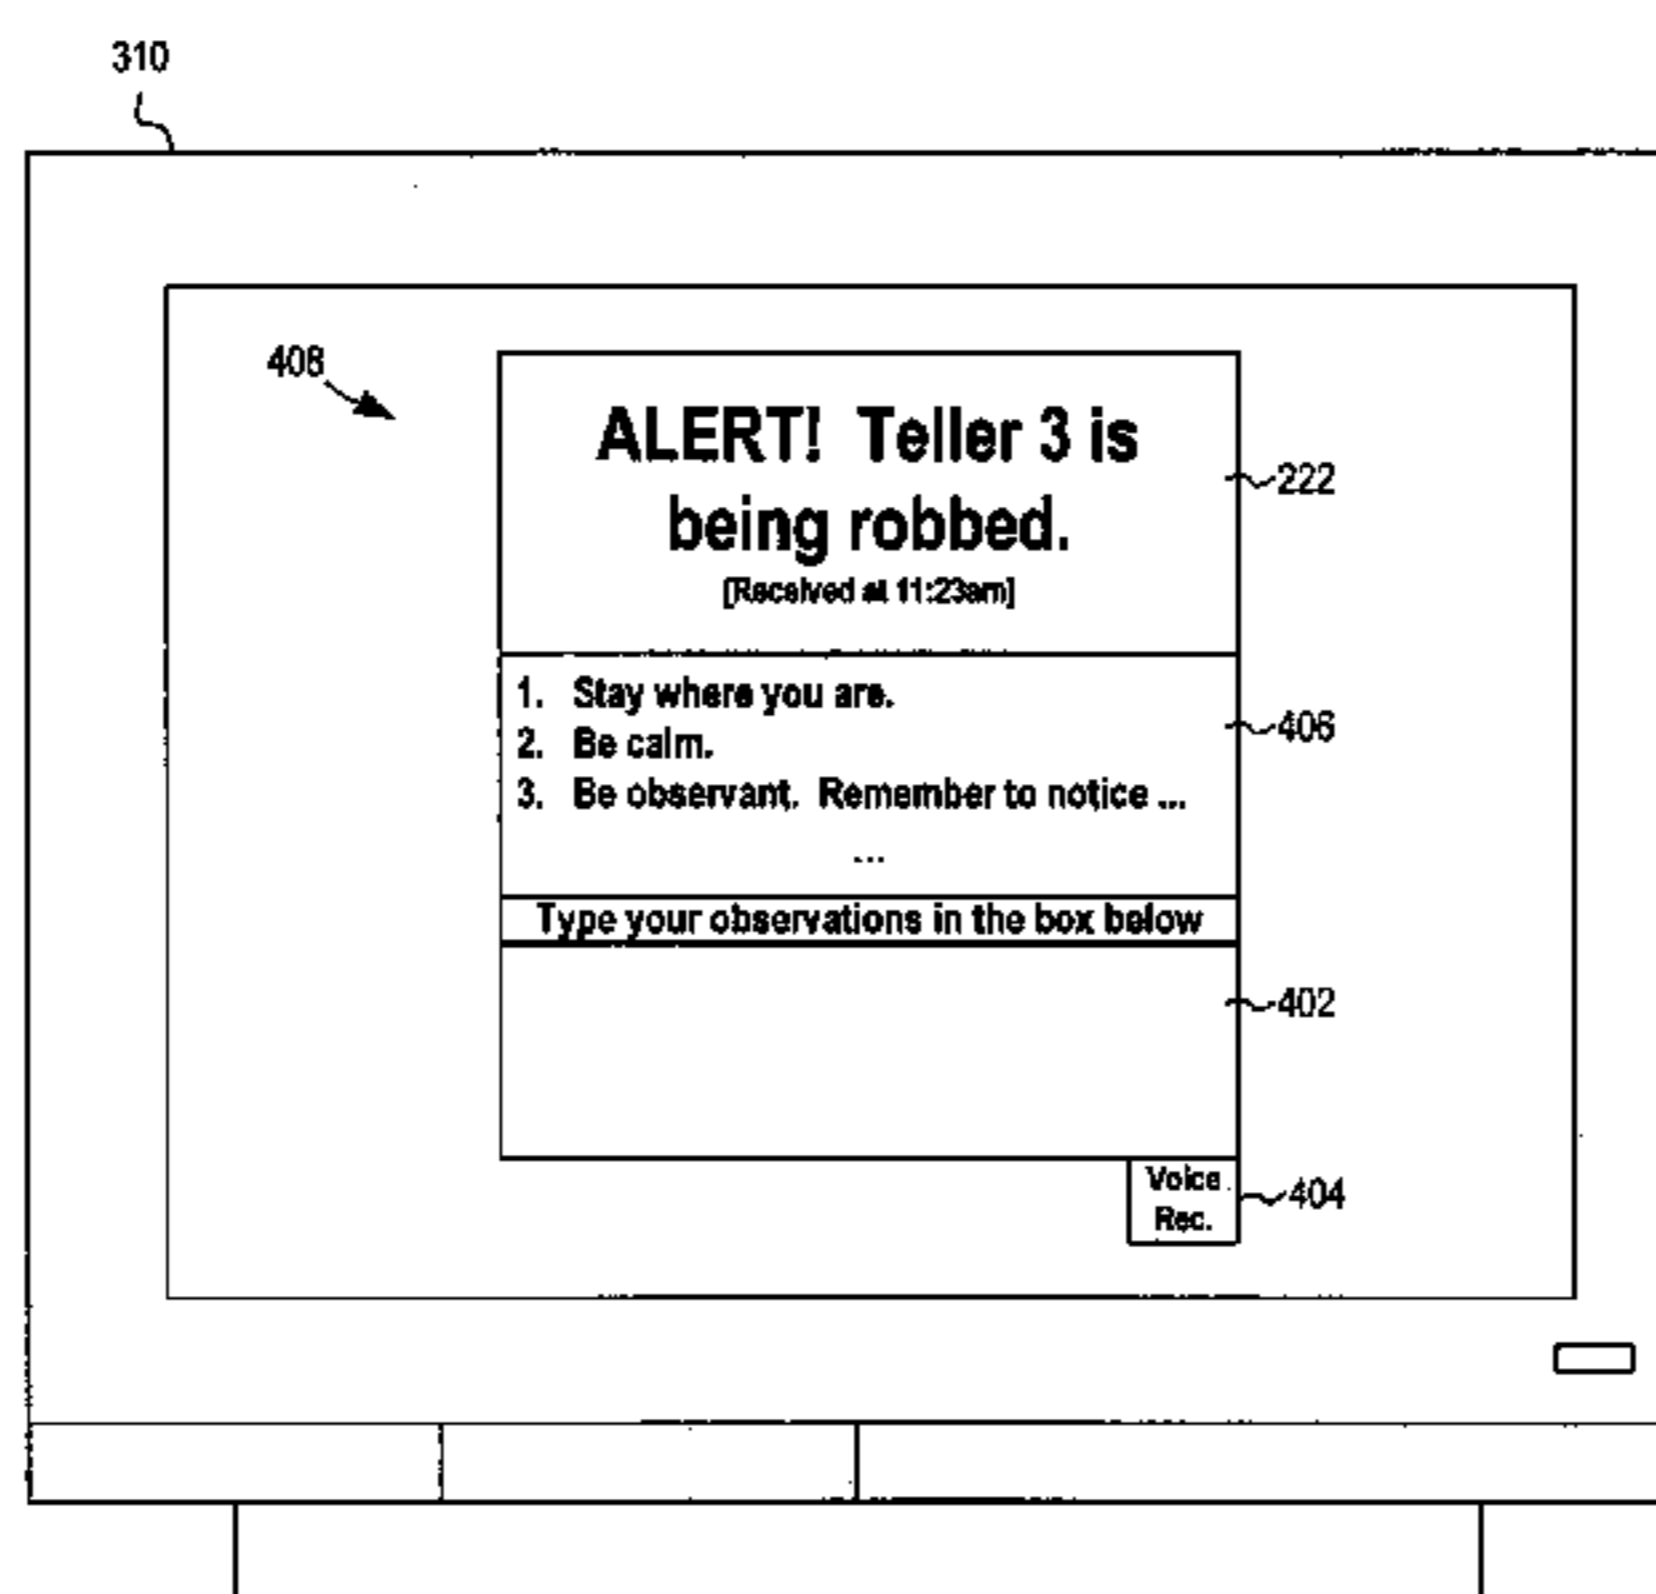 310
408
ALERT! Teller 3 is
being robbed.
[Received at 11:23am]
222
1. Stay where you are.
2. Be calm.
3. Be observant. Remember to notice ...
...
406
Type your observations in the box below
402
Voice
Rec.
404